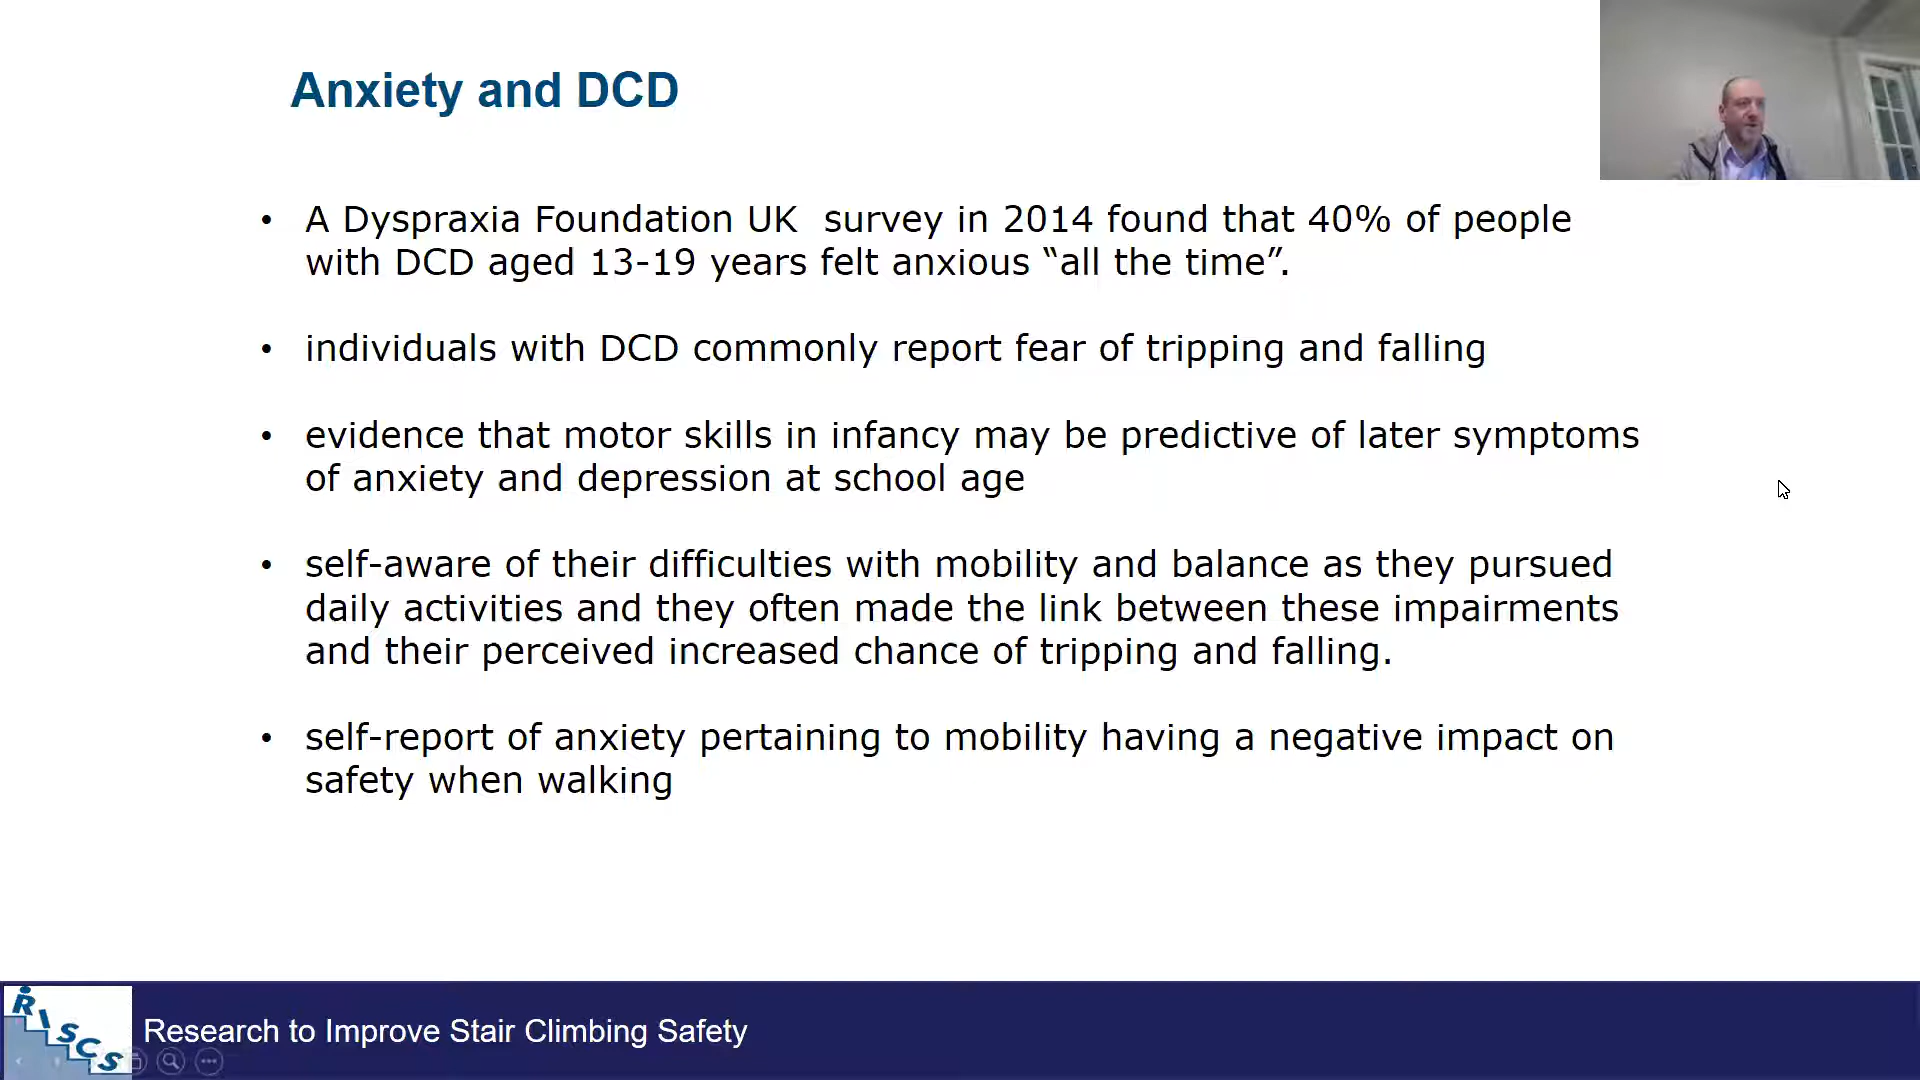 Anxiety and DCD
• A Dyspraxia Foundation UK  survey in 2014 found that 40% of people
with DCD aged 13-19 years felt anxious “all the time”.
• individuals with DCD commonly report fear of tripping and falling
• evidence that motor skills in infancy may be predictive of later symptoms
of anxiety and depression at school age
• self-aware of their difficulties with mobility and balance as they pursued
daily activities and they often made the link between these impairments
and their perceived increased chance of tripping and falling.
• self-report of anxiety pertaining to mobility having a negative impact on
safety when walking
RISCS
Research to Improve Stair Climbing Safety